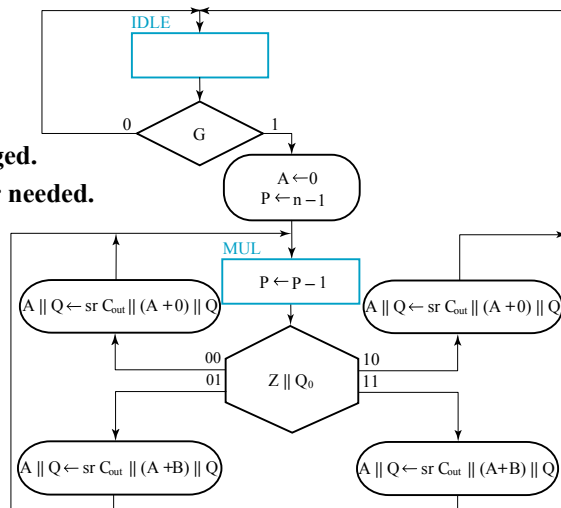 IDLE
0
G
1
ged.
r needed.
A ←0
P ← n – 1
MUL
P ← P – 1
A || Q ← sr Cout || (A + 0) || Q
A || Q ← sr Cout || (A + 0) || Q
00
10
01
11
Z || Q0
A || Q ← sr Cout || (A +B) || Q
A || Q ← sr Cout || (A+B) || Q